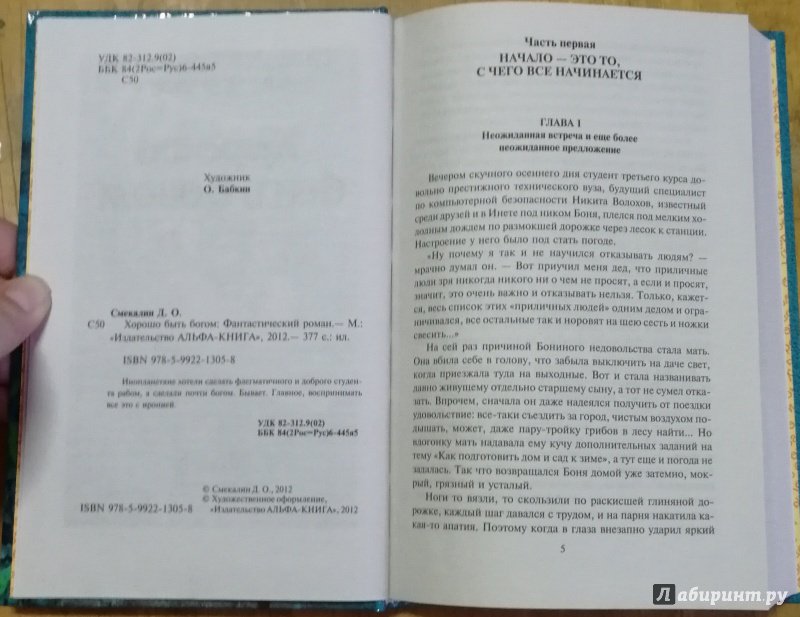 УДК 82-312.9(02)
ББК 84(2Рос=Рус)6-445я5
С50
Художник
О. Бабкин
Смекалин Д. О.
С50 Хорошо быть богом: Фантастический роман.— М.:
«Издательство АЛЬФА-КНИГА», 2012.— 377 с.: ил.
ISBN 978-5-9922-1305-8
Инопланетяне хотели сделать флегматичного и доброго студен-
та рабом, а сделали почти богом. Бывает. Главное, воспринимать
все это с иронией.
УДК 82-312.9(02)
ББК 84(2Рос=Рус)6-445я5
© Смекалин Д. О., 2012
© Художественное оформление,
ISBN 978-5-9922-1305-8 «Издательство АЛЬФА-КНИГА», 2012
Часть первая
НАЧАЛО — ЭТО ТО,
С ЧЕГО ВСЕ НАЧИНАЕТСЯ
ГЛАВА 1
Неожиданная встреча и еще более
неожиданное предложение
Вечером скучного осеннего дня студент третьего курса до-
вольно престижного технического вуза, будущий специалист
по компьютерной безопасности Никита Волохов, известный
среди друзей и в Инете под ником Боня, плелся под мелким хо-
лодным дождем по размокшей дорожке через лесок к станции.
Настроение у него было под стать погоде.
«Ну почему я так и не научился отказывать людям? —
мрачно думал он. — Вот приучил меня дед, что приличные
люди зря никогда никого ни о чем не просят, а если и просят,
значит, это очень важно и отказывать нельзя. Только, кажет-
ся, весь список этих «приличных людей» одним дедом и огра-
ничивался, все остальные так и норовят на шею сесть и ножки
свесить...»
На сей раз причиной Бониного недовольства стала мать.
Она вбила себе в голову, что забыла выключить на даче свет,
когда приезжала туда на выходные. Вот и стала названивать
давно живущему отдельно старшему сыну, а тот не сумел отка-
зать. Впрочем, сначала он даже надеялся получить от поездки
удовольствие: все-таки съездить за город, чистым воздухом по-
дышать, может, даже пару-тройку грибов в лесу найти... Но
вдогонку мать надавала ему кучу дополнительных заданий на
тему «Как подготовить дом и сад к зиме», а тут еще и погода не
задалась. Так что возвращался Боня домой уже затемно, мок-
рый, грязный и усталый.
Ноги то вязли, то скользили по раскисшей глиняной до-
рожке, каждый шаг давался с трудом, и на парня накатила ка-
кая-то апатия. Поэтому когда в глаза внезапно ударил яркий
5
Лабиринт.ру